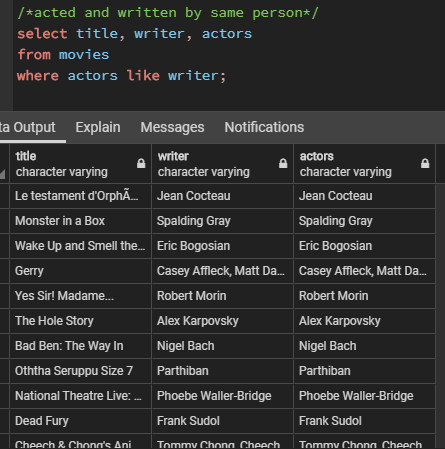 /*acted and written by same person*/
select title, writer, actors
from movies
where actors like writer;
ta Output Explain Messages Notifications
title writer actors
character varying character varying character varying
Le testament d'OrphÃ... Jean Cocteau Jean Cocteau
Monster in a Box Spalding Gray Spalding Gray
Wake Up and Smell the... Eric Bogosian Eric Bogosian
Gerry Casey Affleck, Matt Da... Casey Affleck, Matt Da...
Yes Sir! Madame... Robert Morin Robert Morin
The Hole Story Alex Karpovsky Alex Karpovsky
Bad Ben: The Way In Nigel Bach Nigel Bach
Oththa Seruppu Size 7 Parthiban Parthiban
National Theatre Live: ... Phoebe Waller-Bridge Phoebe Waller-Bridge
Dead Fury Frank Sudol Frank Sudol
Cheech & Chong's Ani... Tommy Chong, Cheech... Tommy Chong, Cheech...